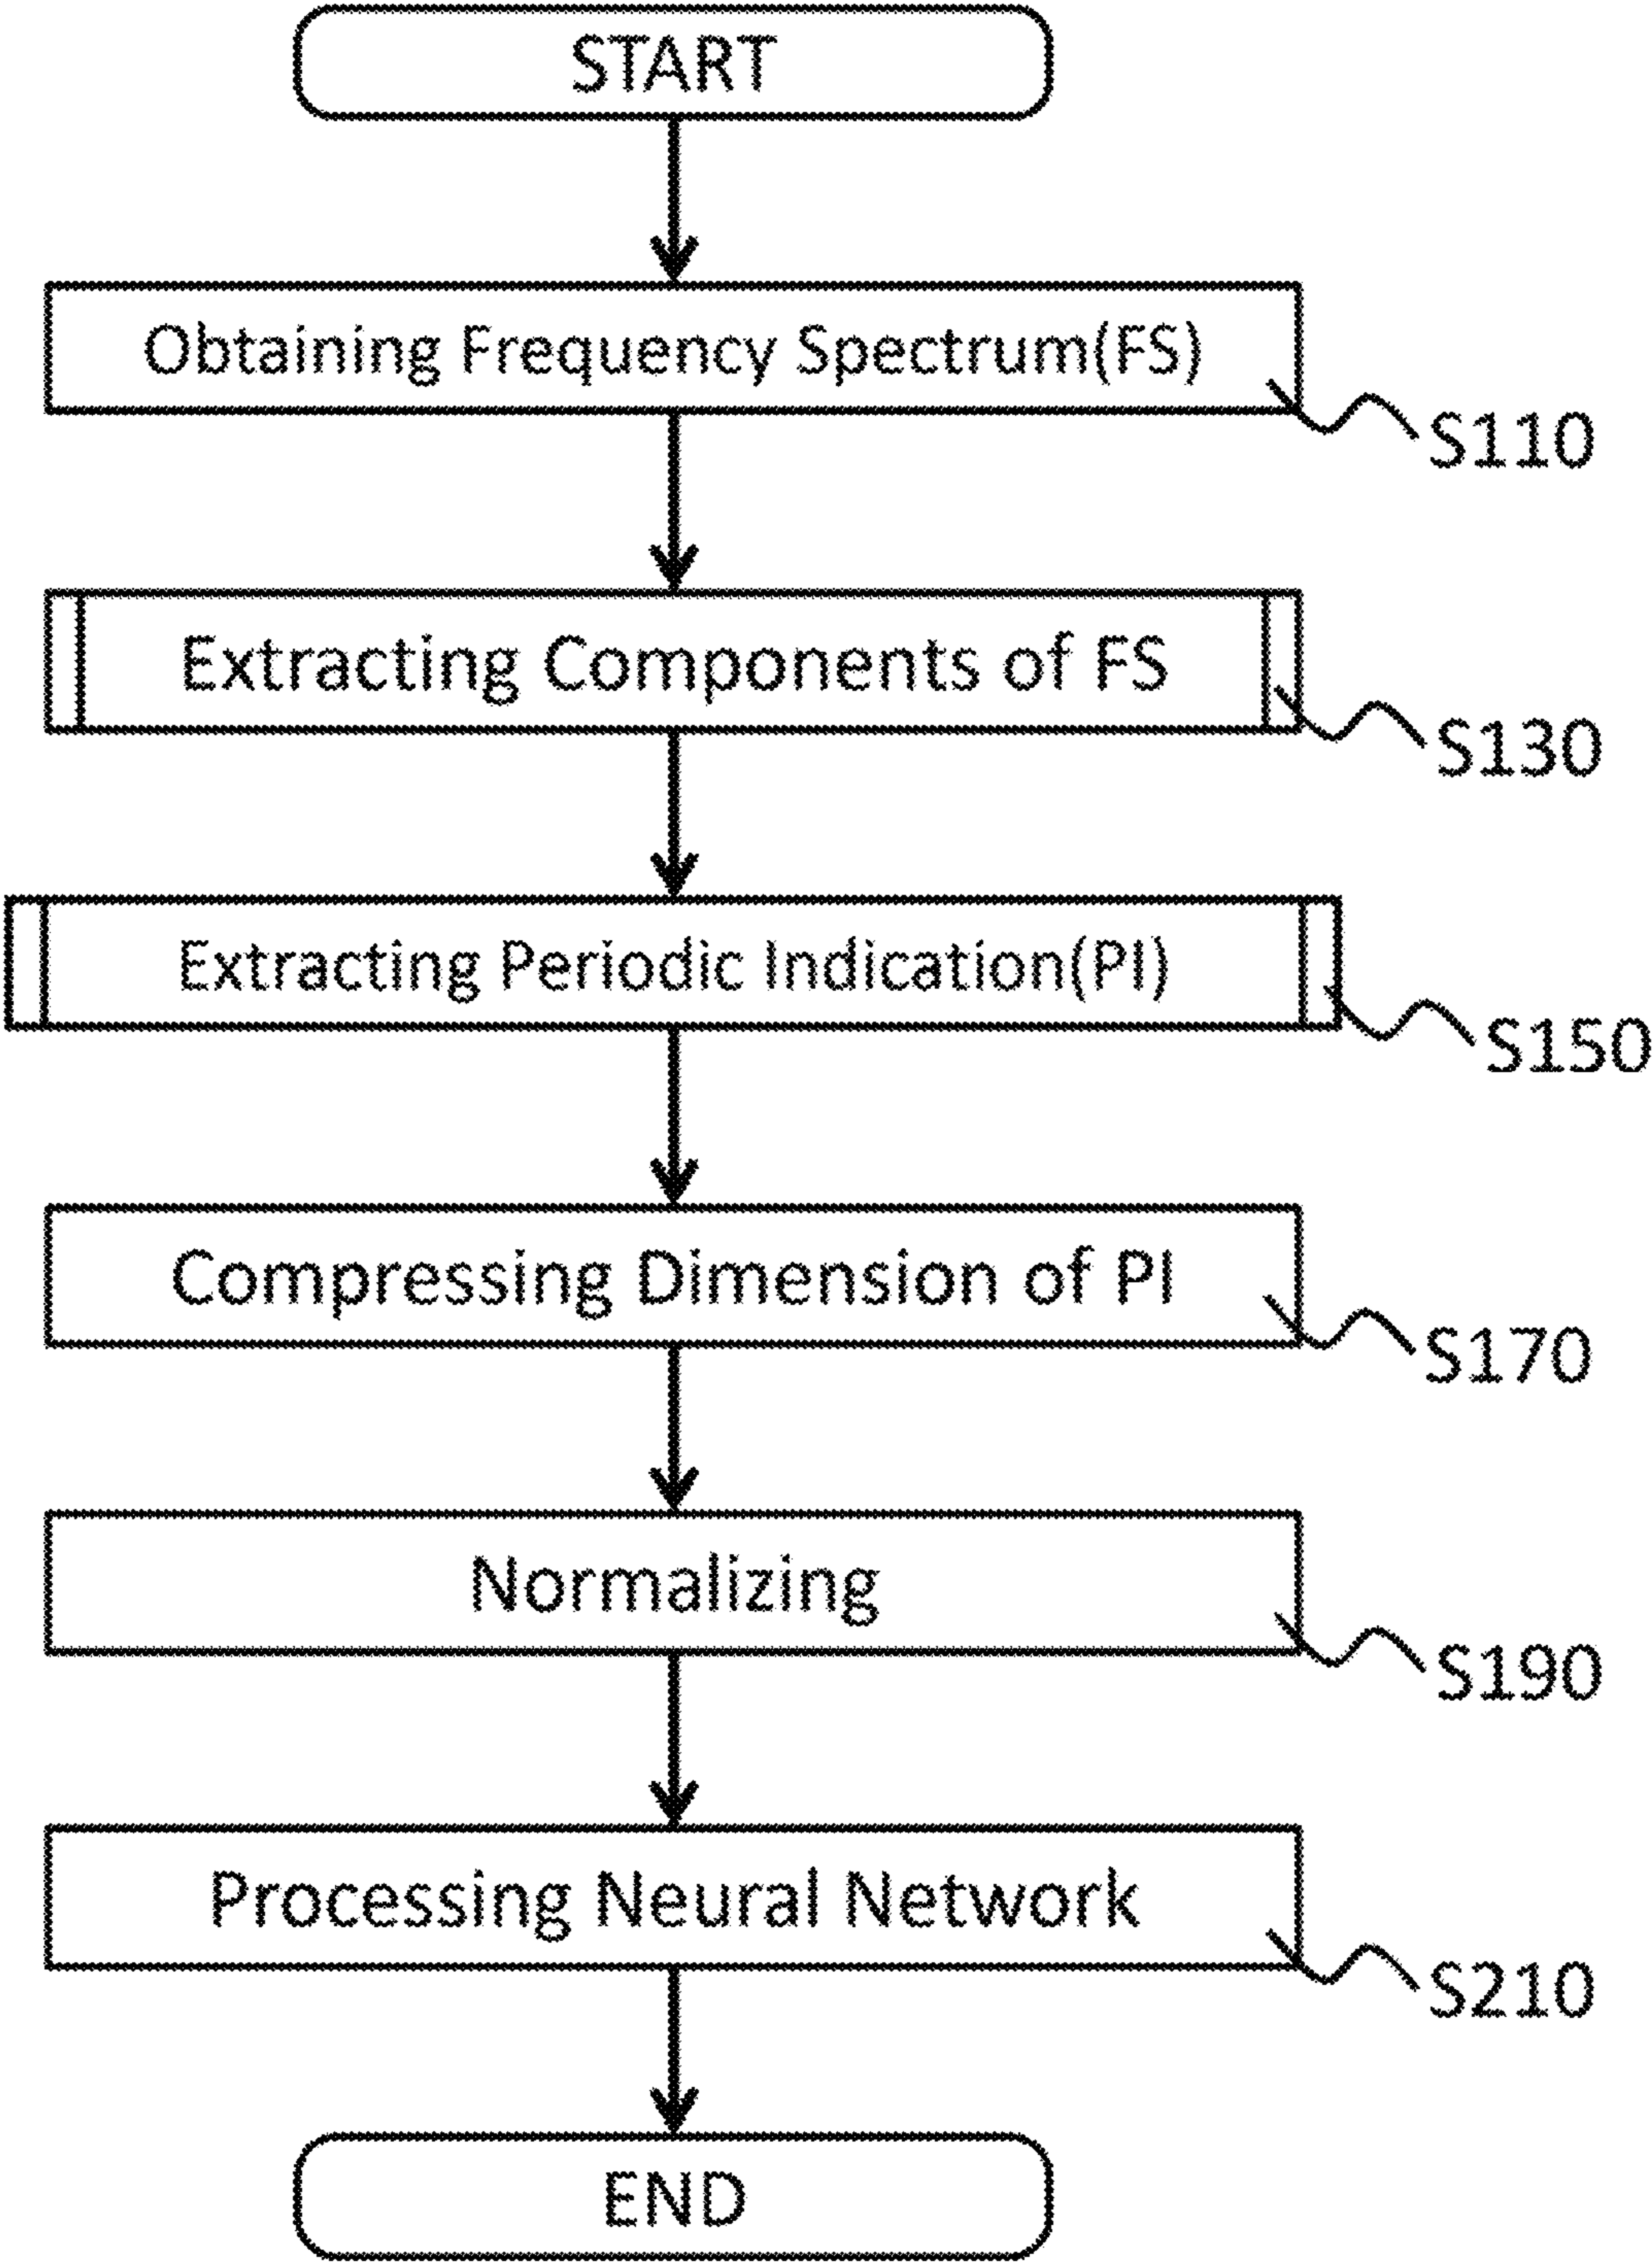 START
Obtaining Frequency Spectrum(FS)
S110
Extracting Components of FS
S130
Extracting Periodic Indication(PI)
S150
Compressing Dimension of PI
S170
Normalizing
S190
Processing Neural Network
S210
END